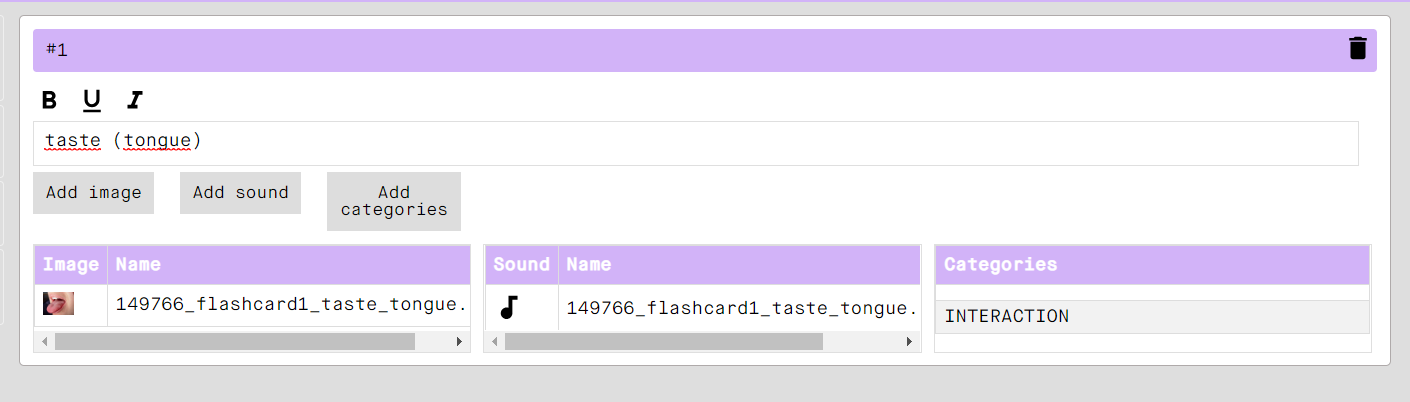 #1
B U I
taste (tongue)
Add image
Add sound
Add
categories
Image Name
149766_flashcard1_taste_tongue.
Sound Name
149766_flashcard1_taste_tongue.
Categories
INTERACTION